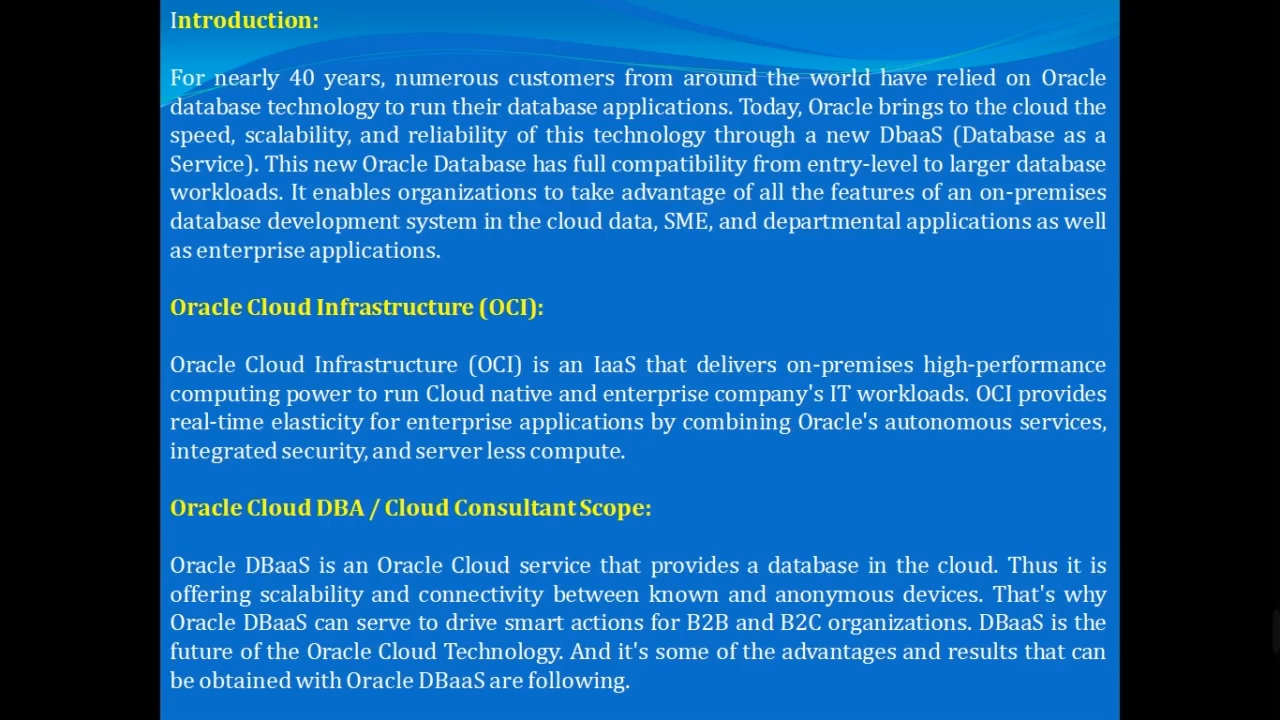 Introduction:
For nearly 40 years, numerous customers from around the world have relied on Oracle
database technology to run their database applications. Today, Oracle brings to the cloud the
speed, scalability, and reliability of this technology through a new DbaaS (Database as a
Service). This new Oracle Database has full compatibility from entry-level to larger database
workloads. It enables organizations to take advantage of all the features of an on-premises
database development system in the cloud data, SME, and departmental applications as well
as enterprise applications.
Oracle Cloud Infrastructure (OCI):
Oracle Cloud Infrastructure (OCI) is an IaaS that delivers on-premises high-performance
computing power to run Cloud native and enterprise company's IT workloads. OCI provides
real-time elasticity for enterprise applications by combining Oracle's autonomous services,
integrated security, and server less compute.
Oracle Cloud DBA / Cloud Consultant Scope:
Oracle DBaaS is an Oracle Cloud service that provides a database in the cloud. Thus it is
offering scalability and connectivity between known and anonymous devices. That's why
Oracle DBaaS can serve to drive smart actions for B2B and B2C organizations. DBaaS is the
future of the Oracle Cloud Technology. And it's some of the advantages and results that can
be obtained with Oracle DBaaS are following.